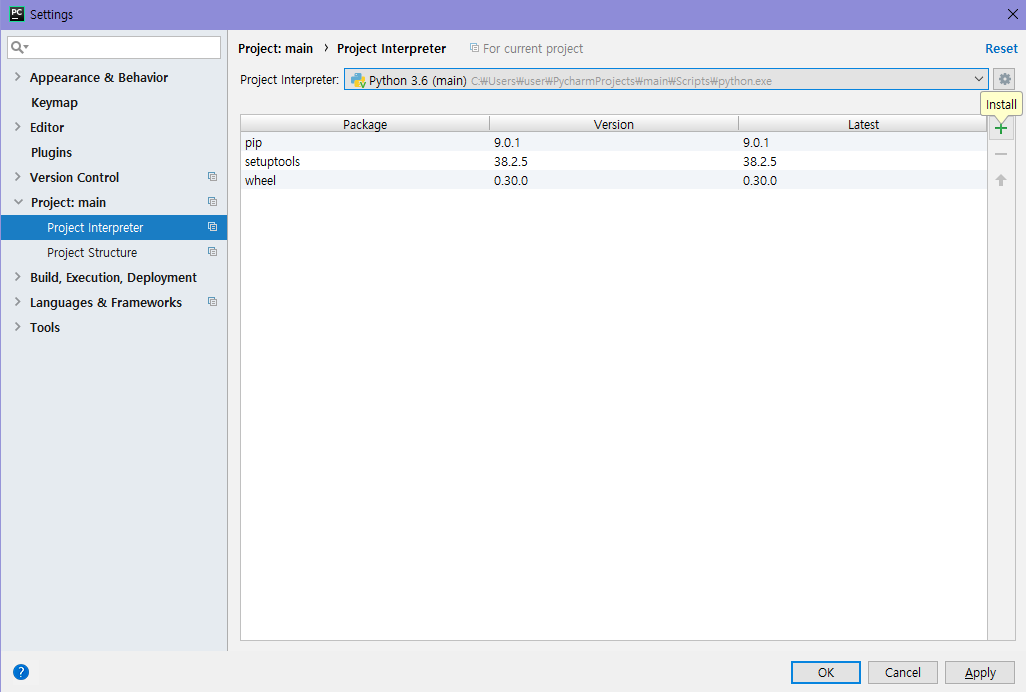 PC Settings
Project: main › Project Interpreter For current project Reset
Project Interpreter: Python 3.6 (main) C:₩Users₩user₩PycharmProjects₩main₩Scripts₩python.exe
Install
Appearance & Behavior
Keymap
Editor
Plugins
Version Control
Project: main
Project Interpreter
Project Structure
Build, Execution, Deployment
Languages & Frameworks
Tools
Package Version Latest
pip 9.0.1 9.0.1
setuptools 38.2.5 38.2.5
wheel 0.30.0 0.30.0
? OK Cancel Apply